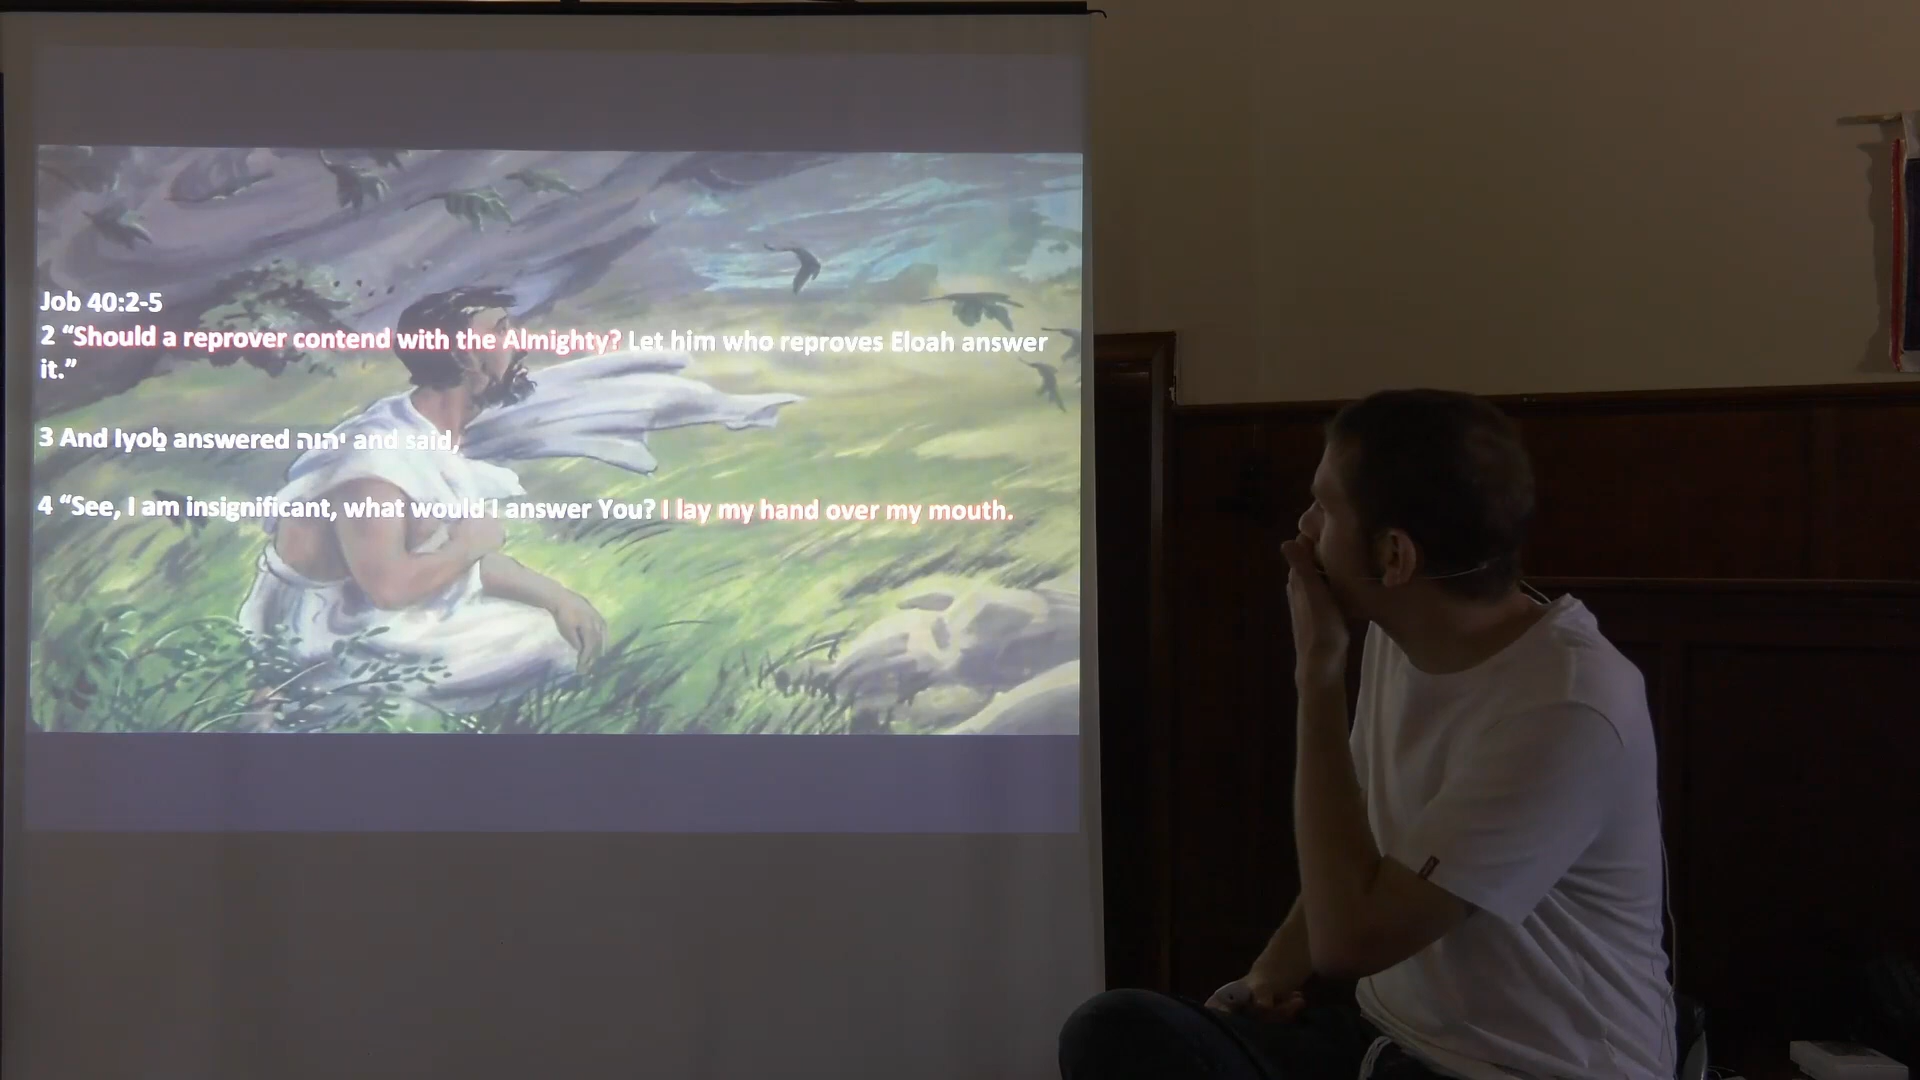 Job 40:2-5
2 “Should a reprover contend with the Almighty? Let him who reproves Eloah answer
it.”
3 And Iyoḇ answered יהוה and said,
4 “See, I am insignificant, what would I answer You? I lay my hand over my mouth.